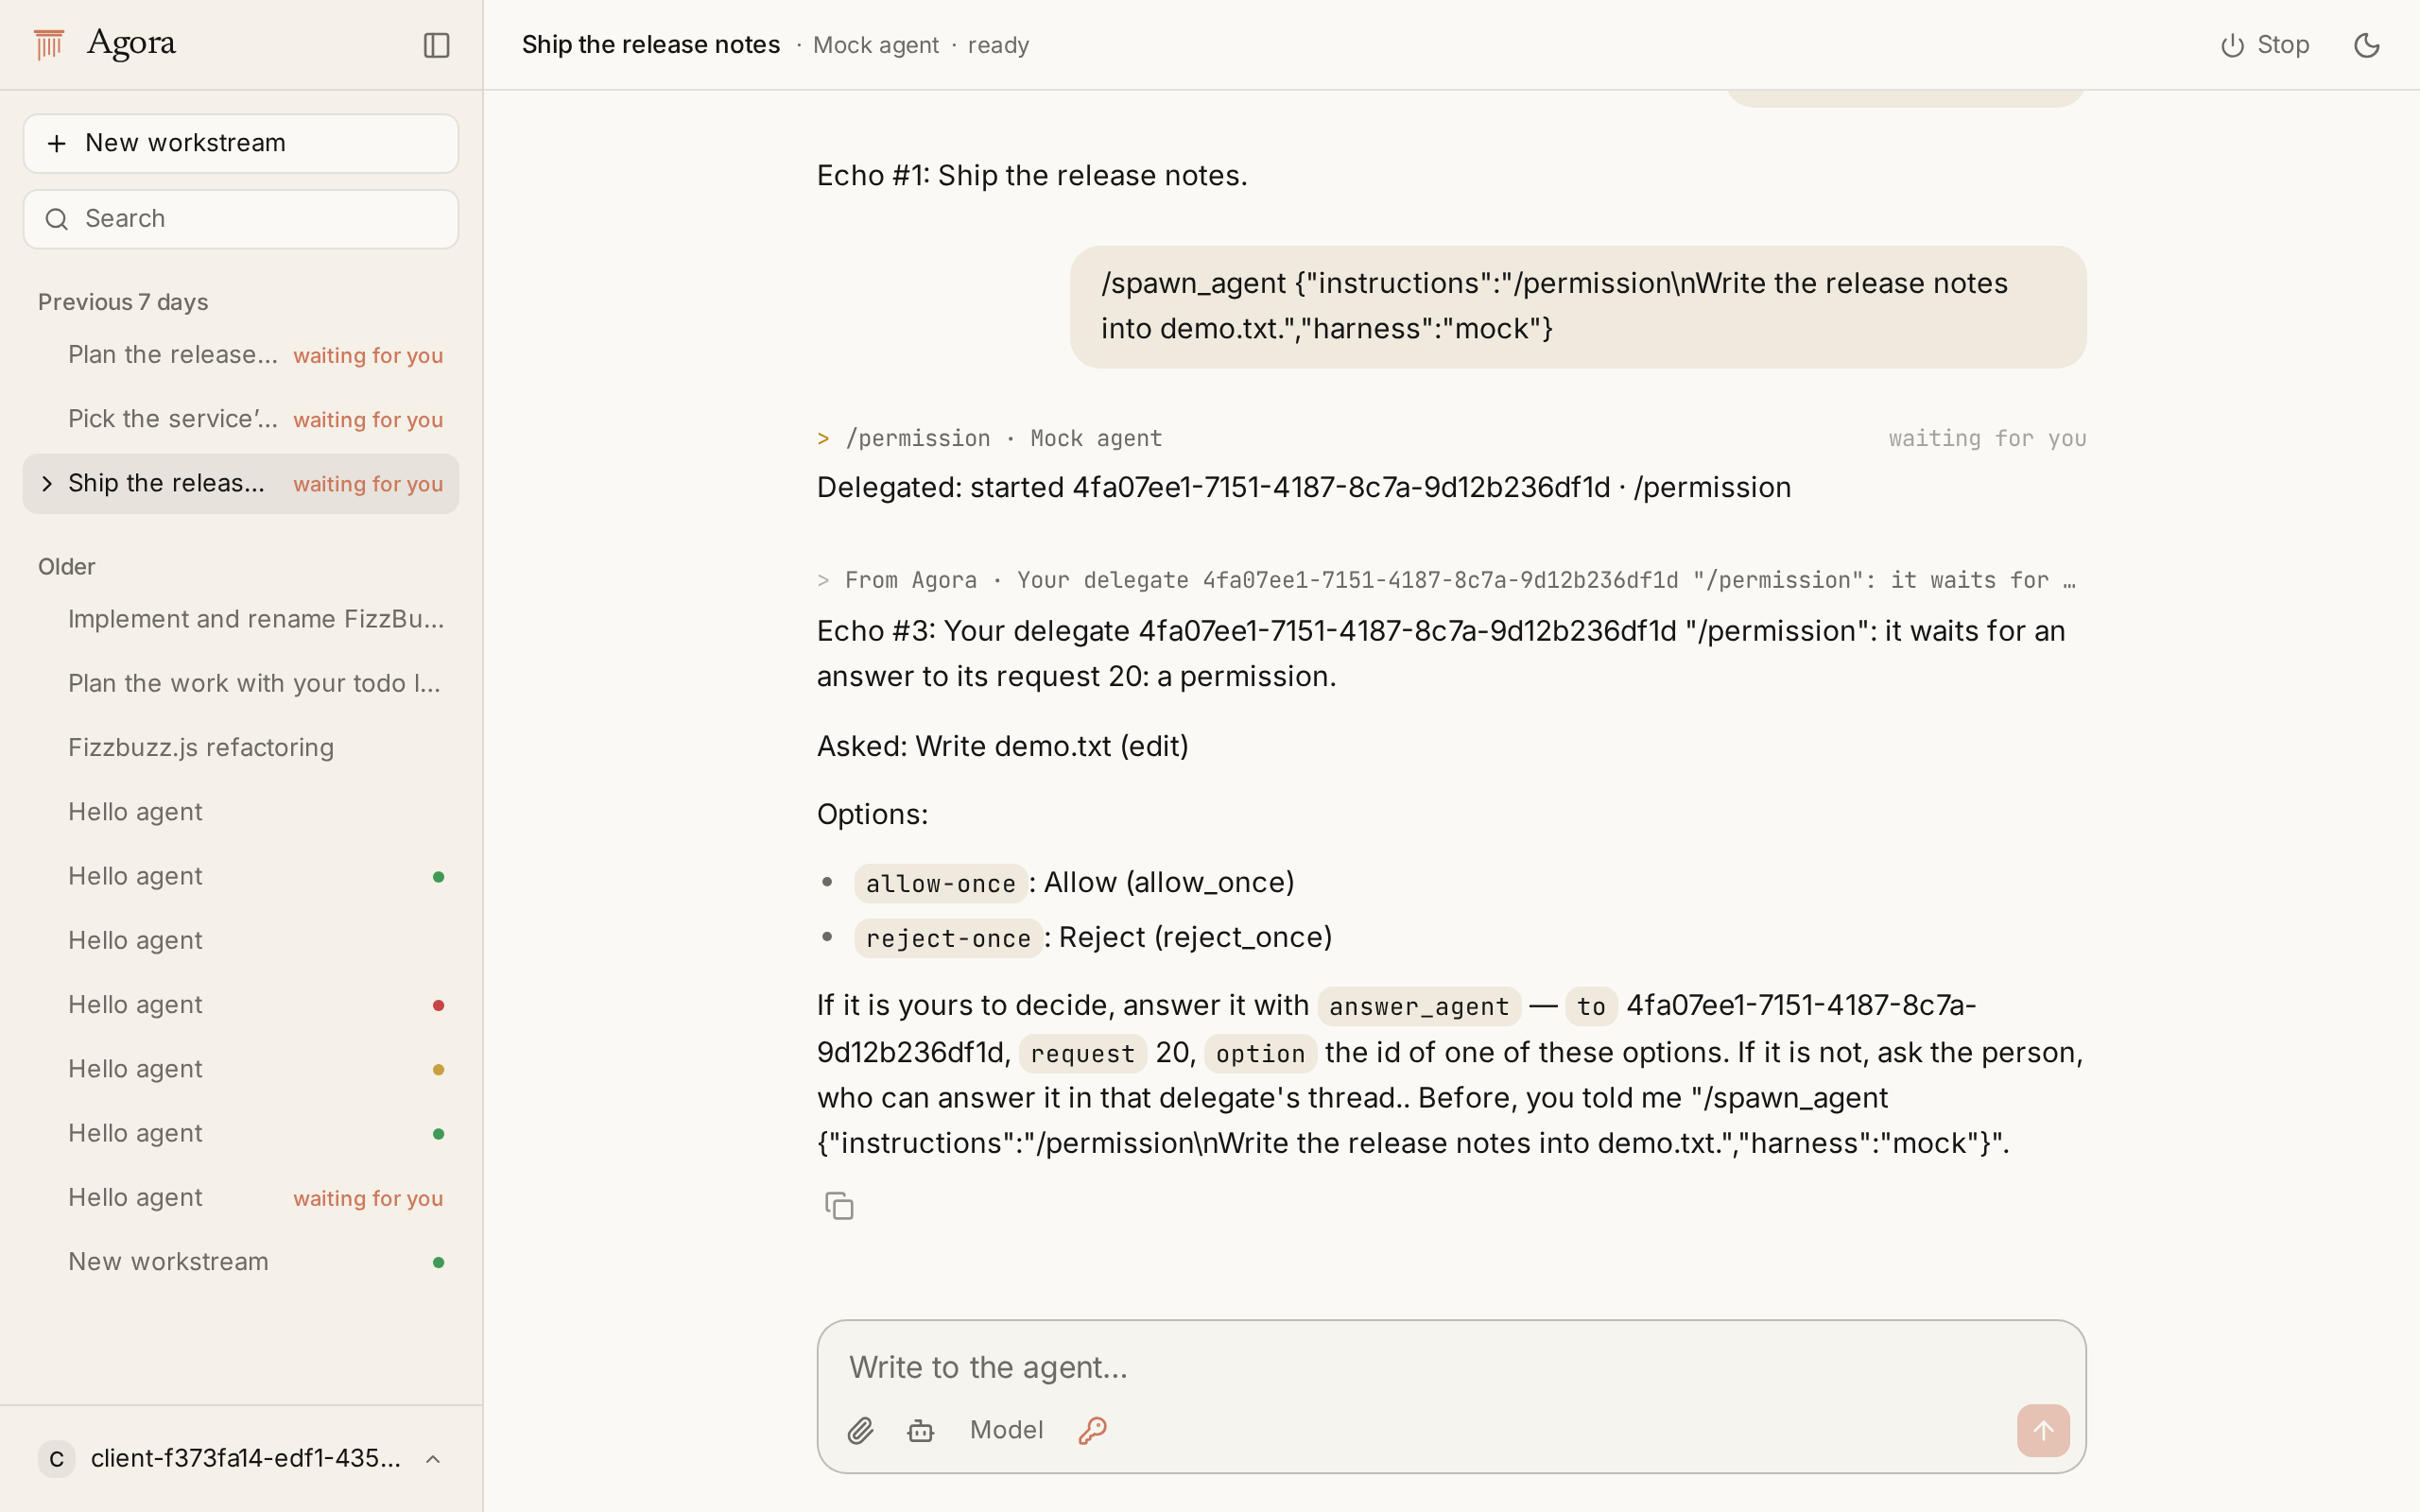 Agora
New workstream
Search
Previous 7 days
Plan the release... waiting for you
Pick the service’... waiting for you
Ship the releas... waiting for you
Older
Implement and rename FizzBu...
Plan the work with your todo l...
Fizzbuzz.js refactoring
Hello agent
Hello agent
Hello agent
Hello agent
Hello agent
Hello agent
Hello agent waiting for you
New workstream
C client-f373fa14-edf1-435...
Ship the release notes · Mock agent · ready
Stop
Echo #1: Ship the release notes.
/spawn_agent {"instructions":"/permission\nWrite the release notes
into demo.txt.","harness":"mock"}
> /permission · Mock agent waiting for you
Delegated: started 4fa07ee1-7151-4187-8c7a-9d12b236df1d · /permission
> From Agora · Your delegate 4fa07ee1-7151-4187-8c7a-9d12b236df1d "/permission": it waits for …
Echo #3: Your delegate 4fa07ee1-7151-4187-8c7a-9d12b236df1d "/permission": it waits for an
answer to its request 20: a permission.
Asked: Write demo.txt (edit)
Options:
• allow-once: Allow (allow_once)
• reject-once: Reject (reject_once)
If it is yours to decide, answer it with answer_agent — to 4fa07ee1-7151-4187-8c7a-
9d12b236df1d, request 20, option the id of one of these options. If it is not, ask the person,
who can answer it in that delegate's thread.. Before, you told me "/spawn_agent
{"instructions":"/permission\nWrite the release notes into demo.txt.","harness":"mock"}".
Write to the agent...
Model